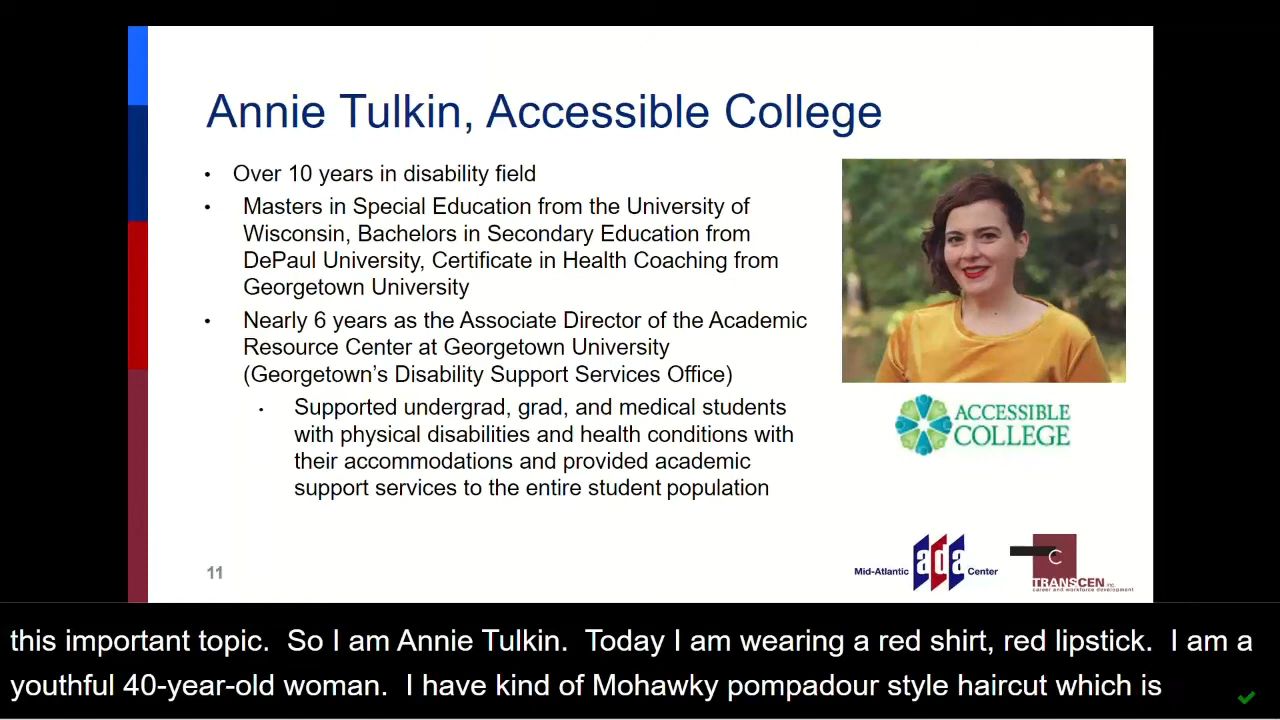 Annie Tulkin, Accessible College
• Over 10 years in disability field
• Masters in Special Education from the University of
Wisconsin, Bachelors in Secondary Education from
DePaul University, Certificate in Health Coaching from
Georgetown University
• Nearly 6 years as the Associate Director of the Academic
Resource Center at Georgetown University
(Georgetown’s Disability Support Services Office)
• Supported undergrad, grad, and medical students
with physical disabilities and health conditions with
their accommodations and provided academic
support services to the entire student population
ACCESSIBLE
COLLEGE
11
Mid-Atlantic ada Center
C
TRANSCEN inc.
career and workforce development
this important topic.  So I am Annie Tulkin.  Today I am wearing a red shirt, red lipstick.  I am a
youthful 40-year-old woman.  I have kind of Mohawky pompadour style haircut which is